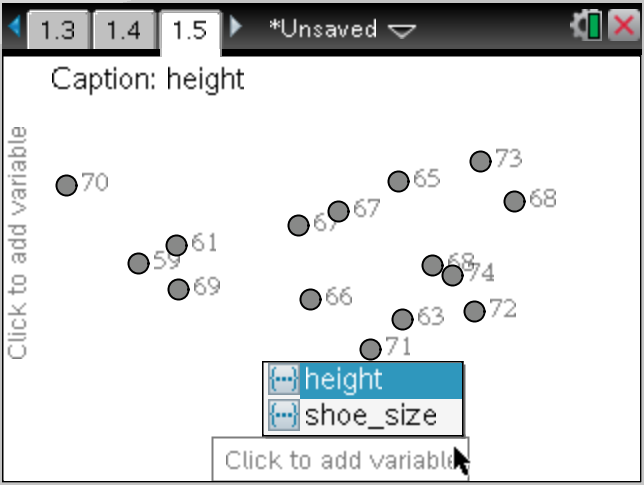 1.3 1.4 1.5 *Unsaved
Caption: height
Click to add variable
73
65
70
68
67
67
61
59
68
74
69
66
72
63
71
height
shoe_size
Click to add variable